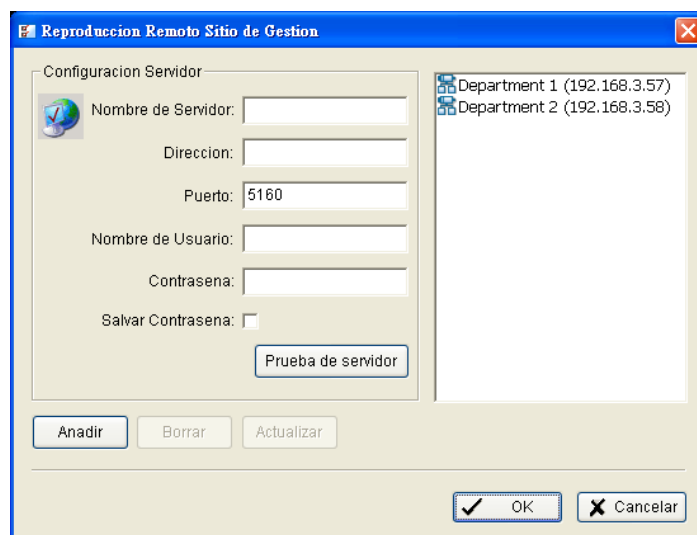 Reproduccion Remoto Sitio de Gestion
Configuracion Servidor
Nombre de Servidor:
Direccion:
Puerto: 5160
Nombre de Usuario:
Contrasena:
Salvar Contrasena:
Prueba de servidor
Department 1 (192.168.3.57)
Department 2 (192.168.3.58)
Anadir Borrar Actualizar
OK Cancelar